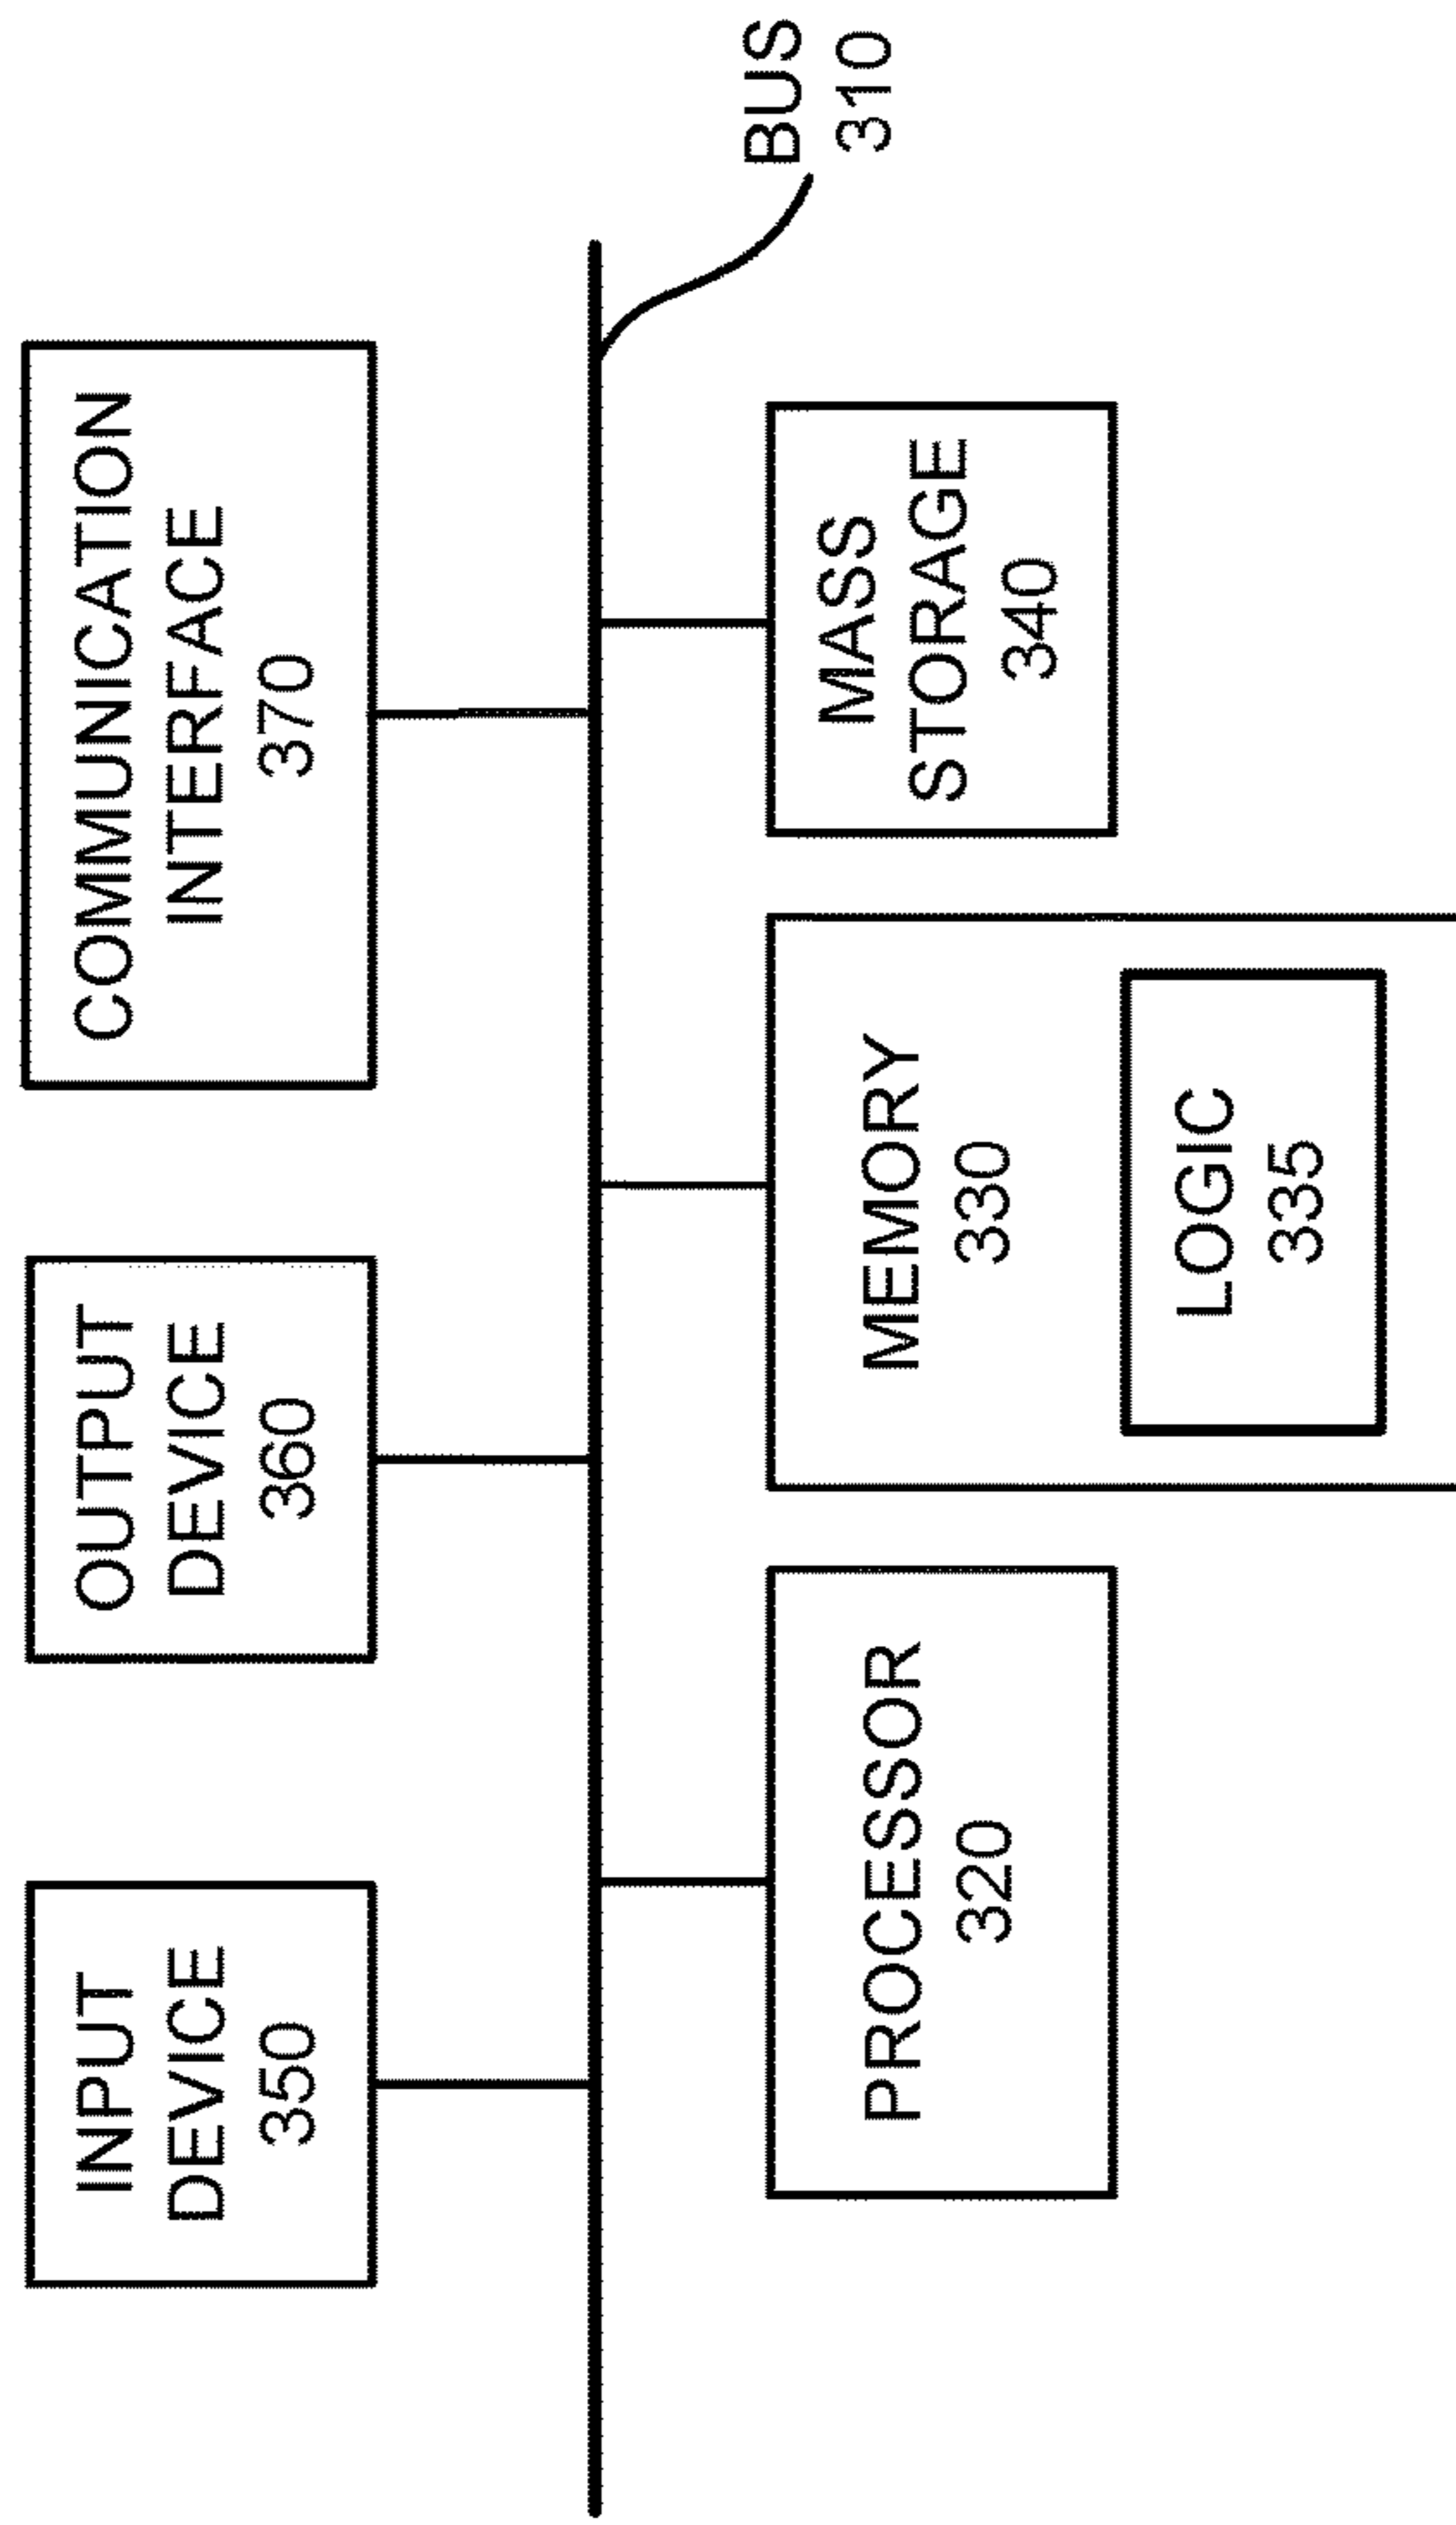 INPUT
DEVICE
350
OUTPUT
DEVICE
360
COMMUNICATION
INTERFACE
370
BUS
310
PROCESSOR
320
MEMORY
330
LOGIC
335
MASS
STORAGE
340